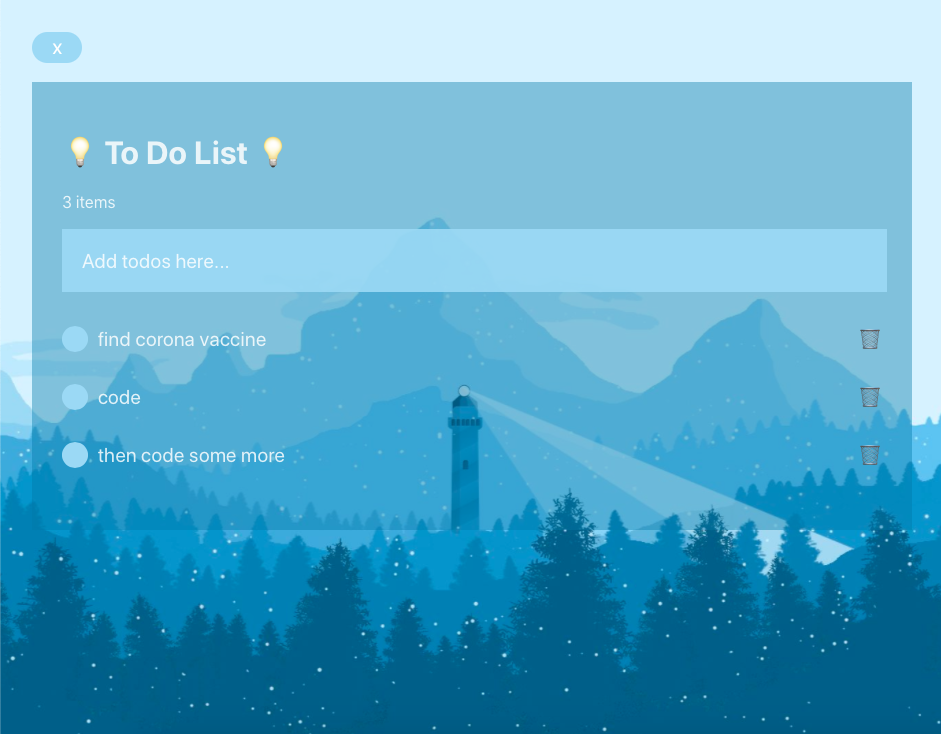 x
💡 To Do List 💡
3 items
Add todos here...
find corona vaccine
code
then code some more